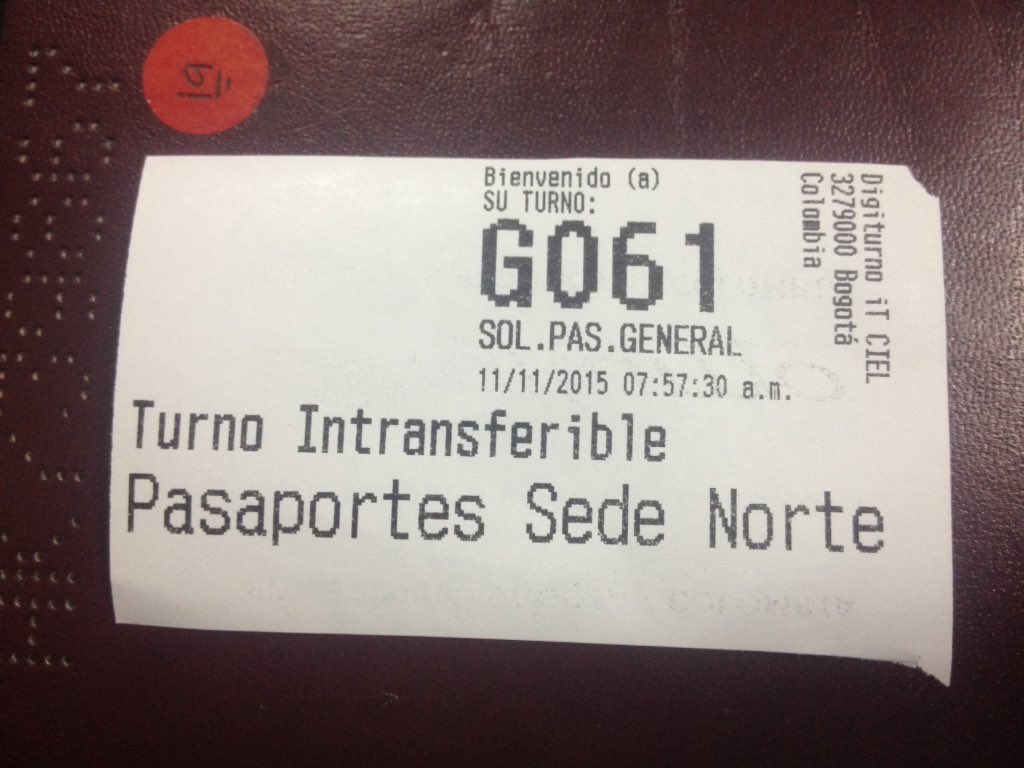 Bienvenido (a)
SU TURNO:
G061
SOL.PAS.GENERAL
11/11/2015 07:57:30 a.m.
Turno Intransferible
Pasaportes Sede Norte
Digiturno iT CIEL
3279000 Bogotá
Colombia
19